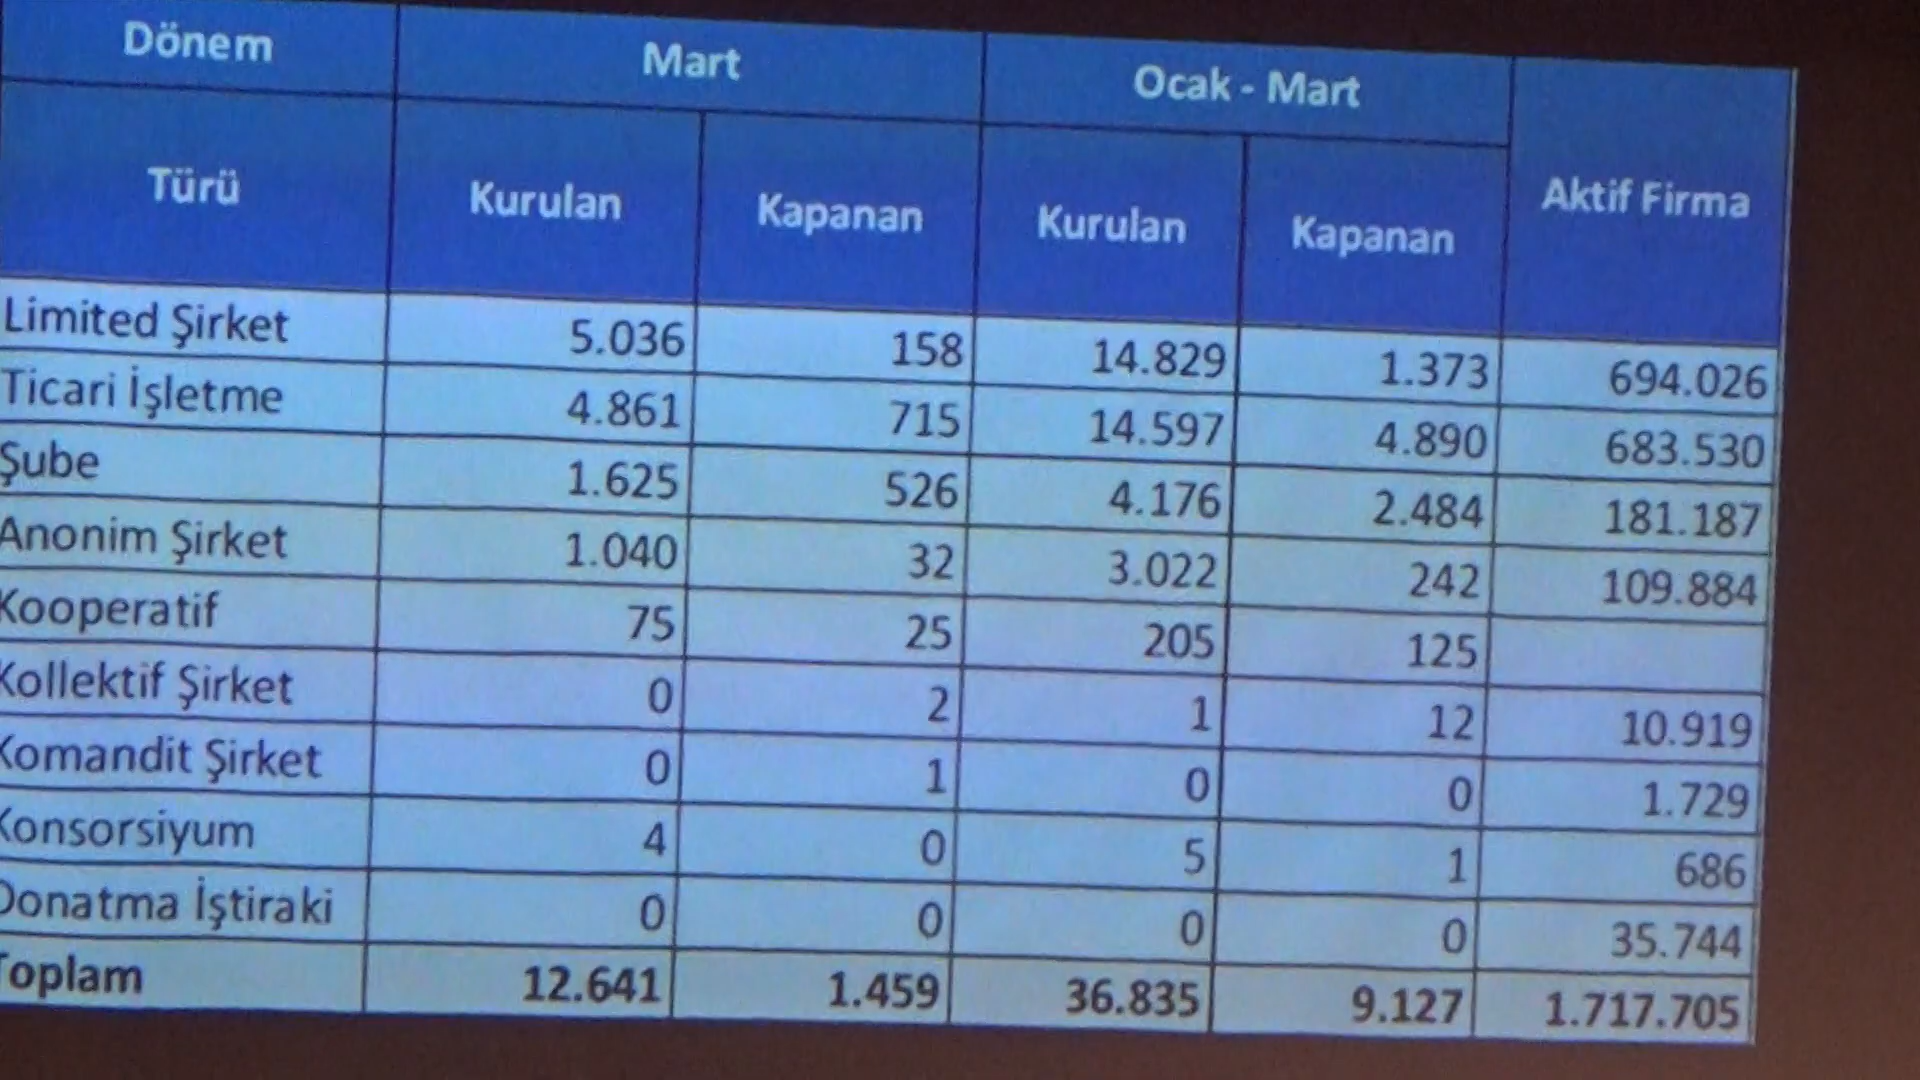 Dönem Mart Ocak - Mart Aktif Firma
Türü Kurulan Kapanan Kurulan Kapanan
Limited Şirket 5.036 158 14.829 1.373 694.026
Ticari İşletme 4.861 715 14.597 4.890 683.530
Şube 1.625 526 4.176 2.484 181.187
Anonim Şirket 1.040 32 3.022 242 109.884
Kooperatif 75 25 205 125
Kollektif Şirket 0 2 1 12 10.919
Komandit Şirket 0 1 0 0 1.729
Konsorsiyum 4 0 5 1 686
Donatma İştiraki 0 0 0 0 35.744
Toplam 12.641 1.459 36.835 9.127 1.717.705